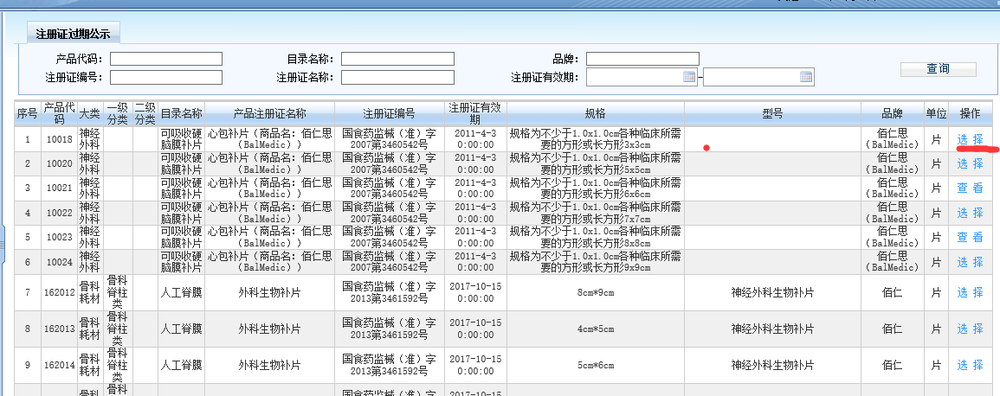 注册证过期公示
产品代码： 目录名称： 品牌：
注册证编号： 注册证名称： 注册证有效期： - 查询
序号 产品代码 大类 一级分类 二级分类 目录名称 产品注册证名称 注册证编号 注册证有效期 规格 型号 品牌 单位 操作
1 10018 神经外科 可吸收硬脑膜补片 心包补片（商品名：佰仁思（BalMedic）） 国食药监械（准）字2007第3460542号 2011-4-3 0:00:00 规格为不少于1.0x1.0cm各种临床所需要的方形或长方形3x3cm 佰仁思（BalMedic） 片 选 择
2 10020 神经外科 可吸收硬脑膜补片 心包补片（商品名：佰仁思（BalMedic）） 国食药监械（准）字2007第3460542号 2011-4-3 0:00:00 规格为不少于1.0x1.0cm各种临床所需要的方形或长方形5x5cm 佰仁思（BalMedic） 片 选 择
3 10021 神经外科 可吸收硬脑膜补片 心包补片（商品名：佰仁思（BalMedic）） 国食药监械（准）字2007第3460542号 2011-4-3 0:00:00 规格为不少于1.0x1.0cm各种临床所需要的方形或长方形6x6cm 佰仁思（BalMedic） 片 查 看
4 10022 神经外科 可吸收硬脑膜补片 心包补片（商品名：佰仁思（BalMedic）） 国食药监械（准）字2007第3460542号 2011-4-3 0:00:00 规格为不少于1.0x1.0cm各种临床所需要的方形或长方形7x7cm 佰仁思（BalMedic） 片 选 择
5 10023 神经外科 可吸收硬脑膜补片 心包补片（商品名：佰仁思（BalMedic）） 国食药监械（准）字2007第3460542号 2011-4-3 0:00:00 规格为不少于1.0x1.0cm各种临床所需要的方形或长方形8x8cm 佰仁思（BalMedic） 片 查 看
6 10024 神经外科 可吸收硬脑膜补片 心包补片（商品名：佰仁思（BalMedic）） 国食药监械（准）字2007第3460542号 2011-4-3 0:00:00 规格为不少于1.0x1.0cm各种临床所需要的方形或长方形9x9cm 佰仁思（BalMedic） 片 选 择
7 162012 骨科耗材 骨科脊柱类 人工脊膜 外科生物补片 国食药监械（准）字2013第3461592号 2017-10-15 0:00:00 8cm*9cm 神经外科生物补片 佰仁 片 选 择
8 162013 骨科耗材 骨科脊柱类 人工脊膜 外科生物补片 国食药监械（准）字2013第3461592号 2017-10-15 0:00:00 4cm*5cm 神经外科生物补片 佰仁 片 选 择
9 162014 骨科耗材 骨科脊柱类 人工脊膜 外科生物补片 国食药监械（准）字2013第3461592号 2017-10-15 0:00:00 5cm*6cm 神经外科生物补片 佰仁 片 选 择
骨科 骨科 国食药监械（准）字 2017-10-15